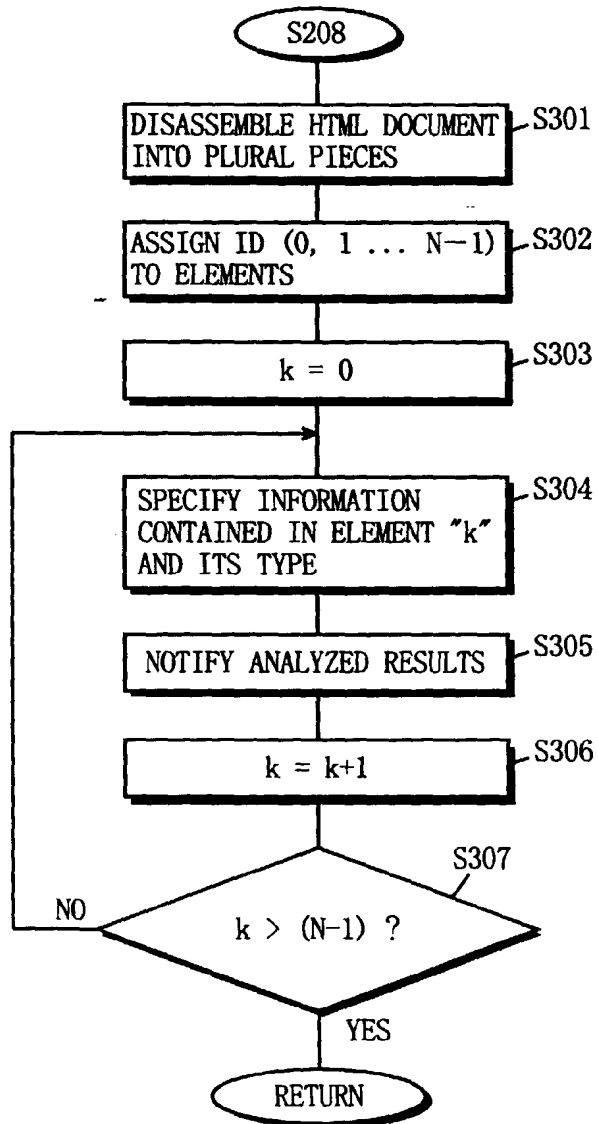 S208
DISASSEMBLE HTML DOCUMENT
INTO PLURAL PIECES
S301
ASSIGN ID (0, 1 ... N-1)
TO ELEMENTS
S302
k = 0
S303
SPECIFY INFORMATION
CONTAINED IN ELEMENT "k"
AND ITS TYPE
S304
NOTIFY ANALYZED RESULTS
S305
k = k+1
S306
S307
k > (N-1) ?
NO
YES
RETURN